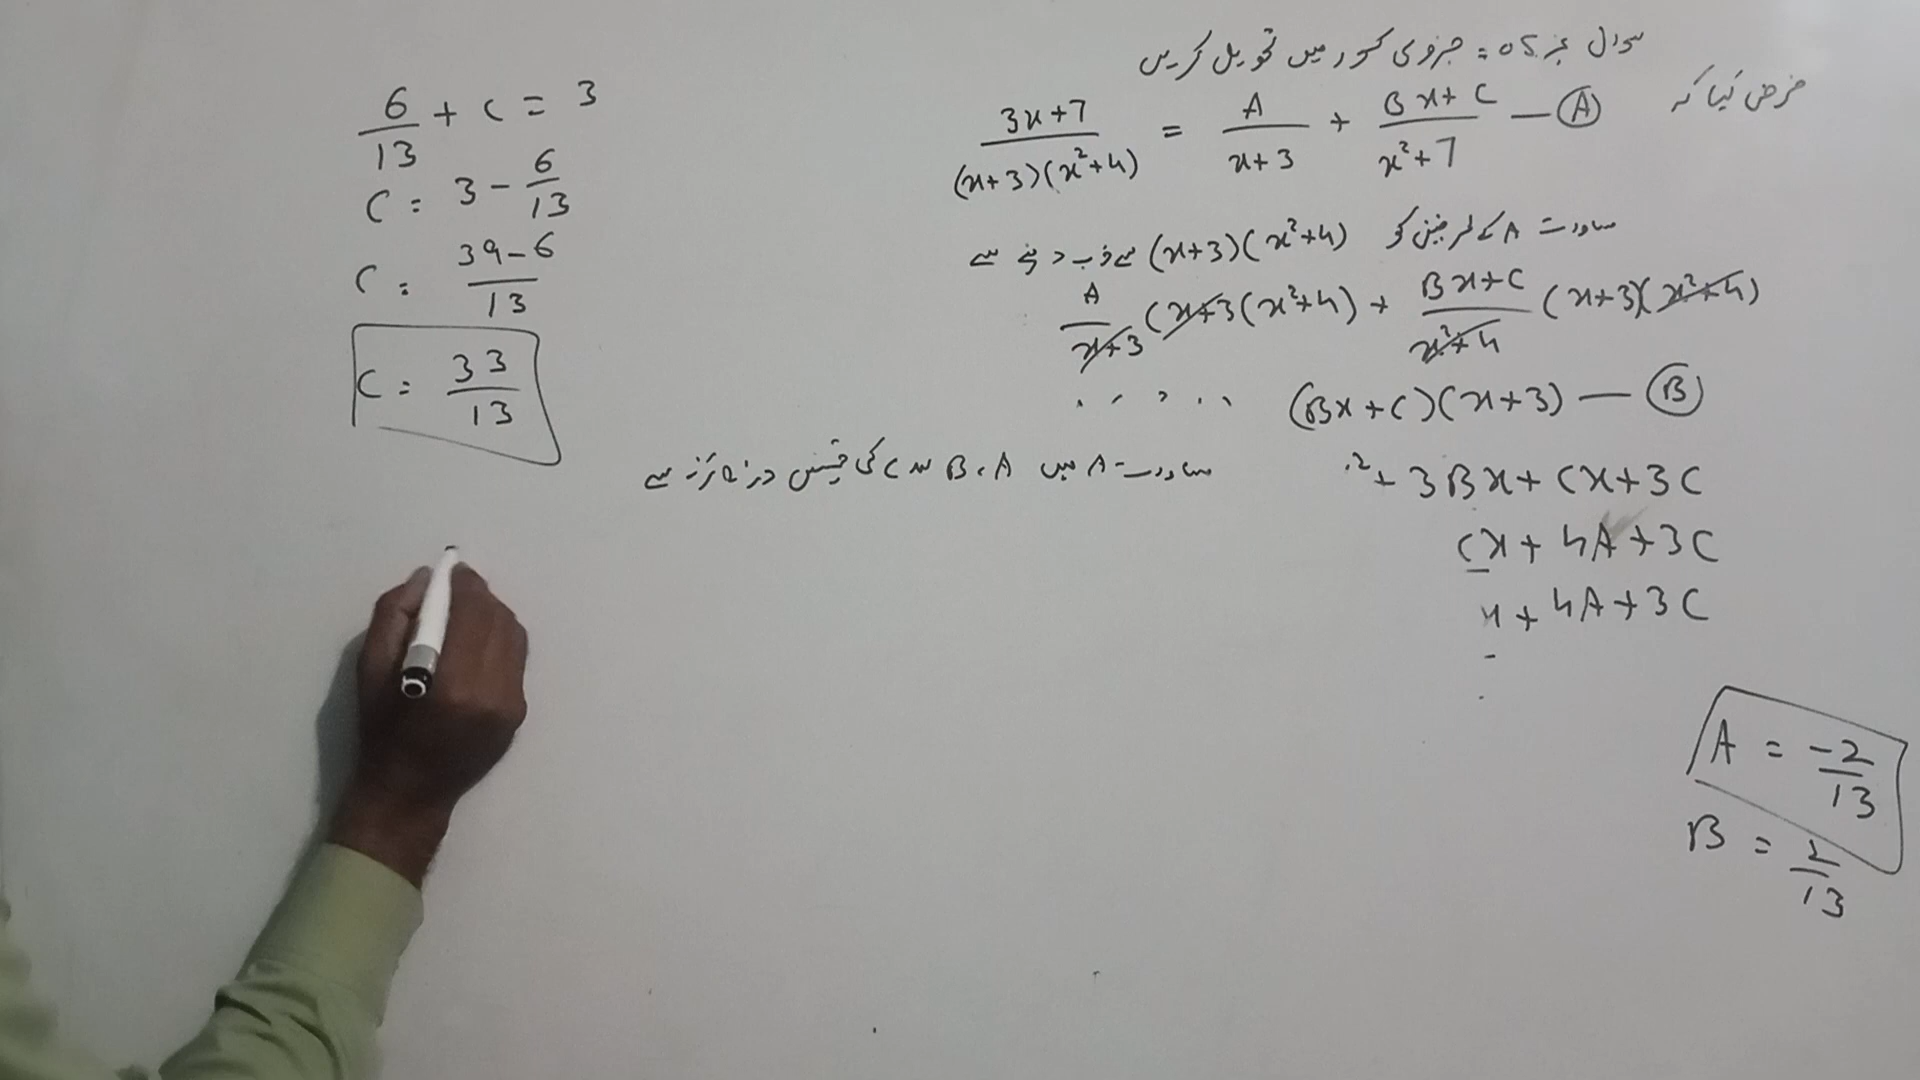 سوال نمبر 05: جزوی کسور میں تحویل کریں
فرض کیا کہ
(3x+7)/((x+3)(x²+4)) = A/(x+3) + (Bx+C)/(x²+7) — Ⓐ
مساوات A کے طرفین کو (x+3)(x²+4) سے ضرب دینے سے
A/(x+3) (x+3(x²+4) + (Bx+C)/(x²+4) (x+3)(x²+4)
(Bx+C)(x+3) — Ⓑ
² + 3Bx + Cx + 3C
Cx + 4A + 3C
x + 4A + 3C
A = -2/13
B = 2/13
6/13 + C = 3
C = 3 - 6/13
C = (39-6)/13
C = 33/13
مساوات A میں A، B اور C کی قیمتیں درج کرنے سے